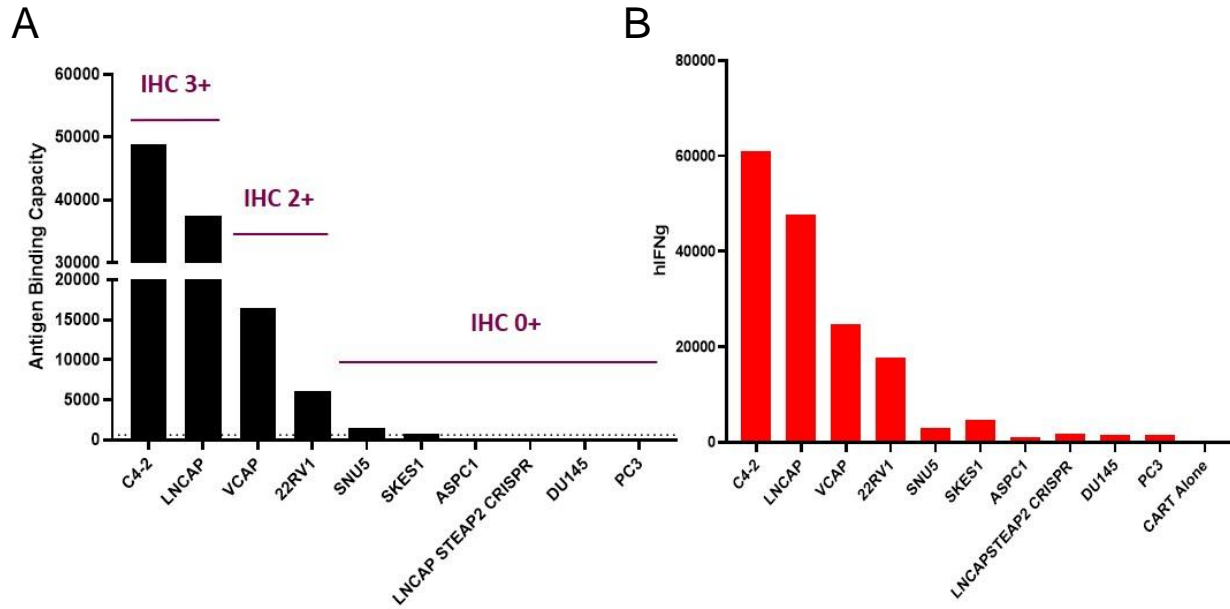 A
B
Antigen Binding Capacity
60000
50000
40000
30000
20000
15000
10000
5000
0
IHC 3+
IHC 2+
IHC 0+
C4-2
LNCAP
VCAP
22RV1
SNU5
SKES1
ASPC1
LNCAP STEAP2 CRISPR
DU145
PC3
hIFNg
80000
60000
40000
20000
0
C4-2
LNCAP
VCAP
22RV1
SNU5
SKES1
ASPC1
LNCAPSTEAP2 CRISPR
DU145
PC3
CART Alone